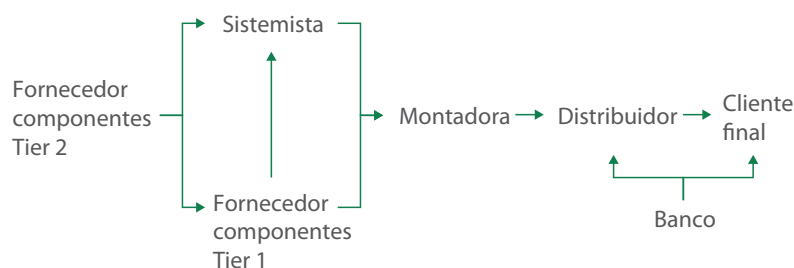 Sistemista
Fornecedor
componentes
Tier 2
Montadora
Distribuidor
Cliente
final
Fornecedor
componentes
Tier 1
Banco